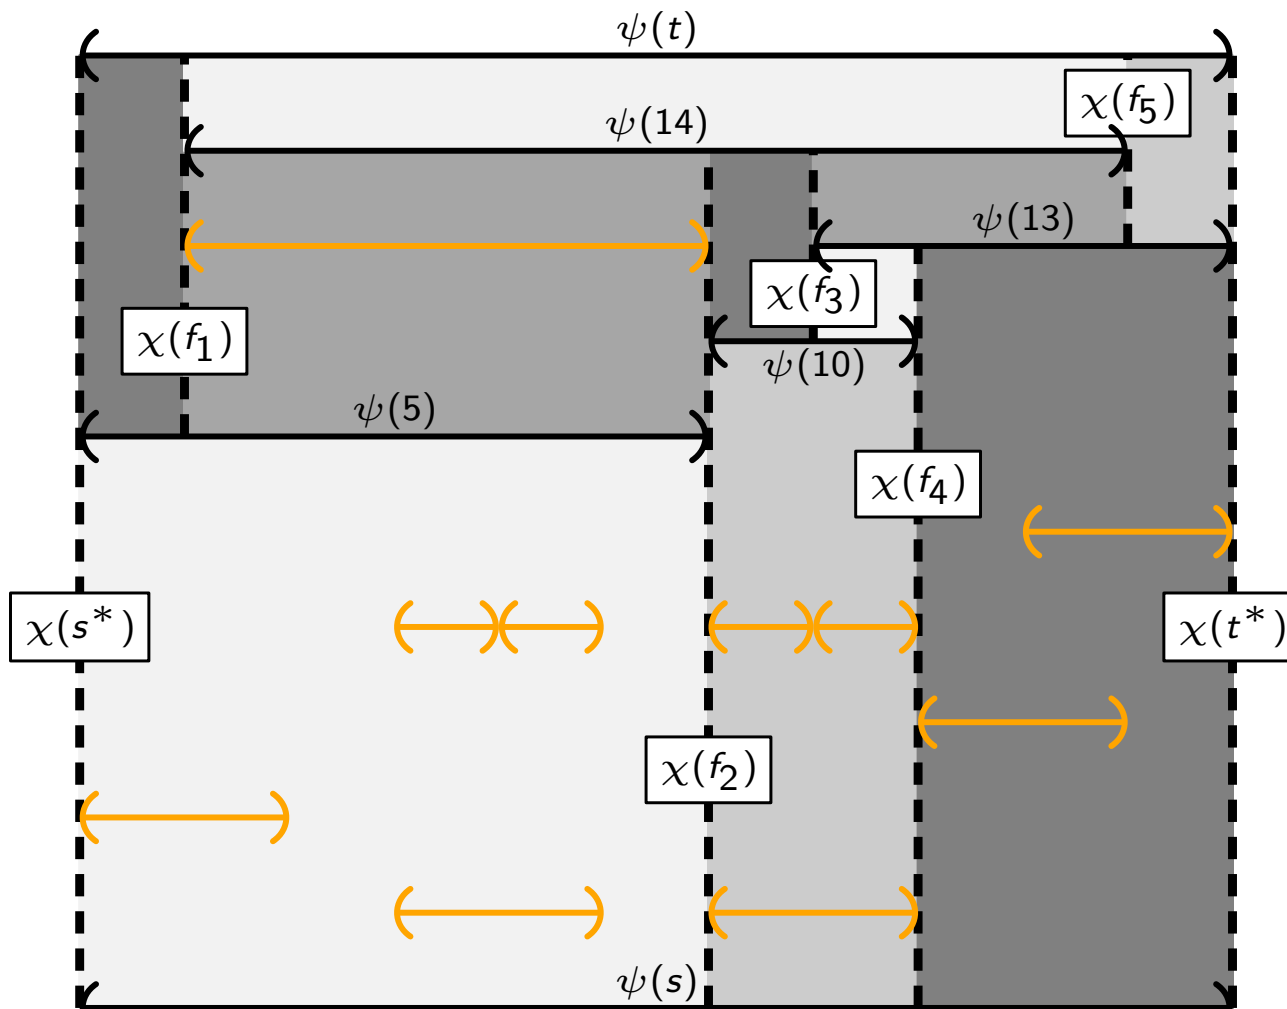 ψ(t)
χ(f₅)
ψ(14)
ψ(13)
χ(f₃)
χ(f₁)
ψ(10)
ψ(5)
χ(f₄)
χ(s*)
χ(t*)
χ(f₂)
ψ(s)